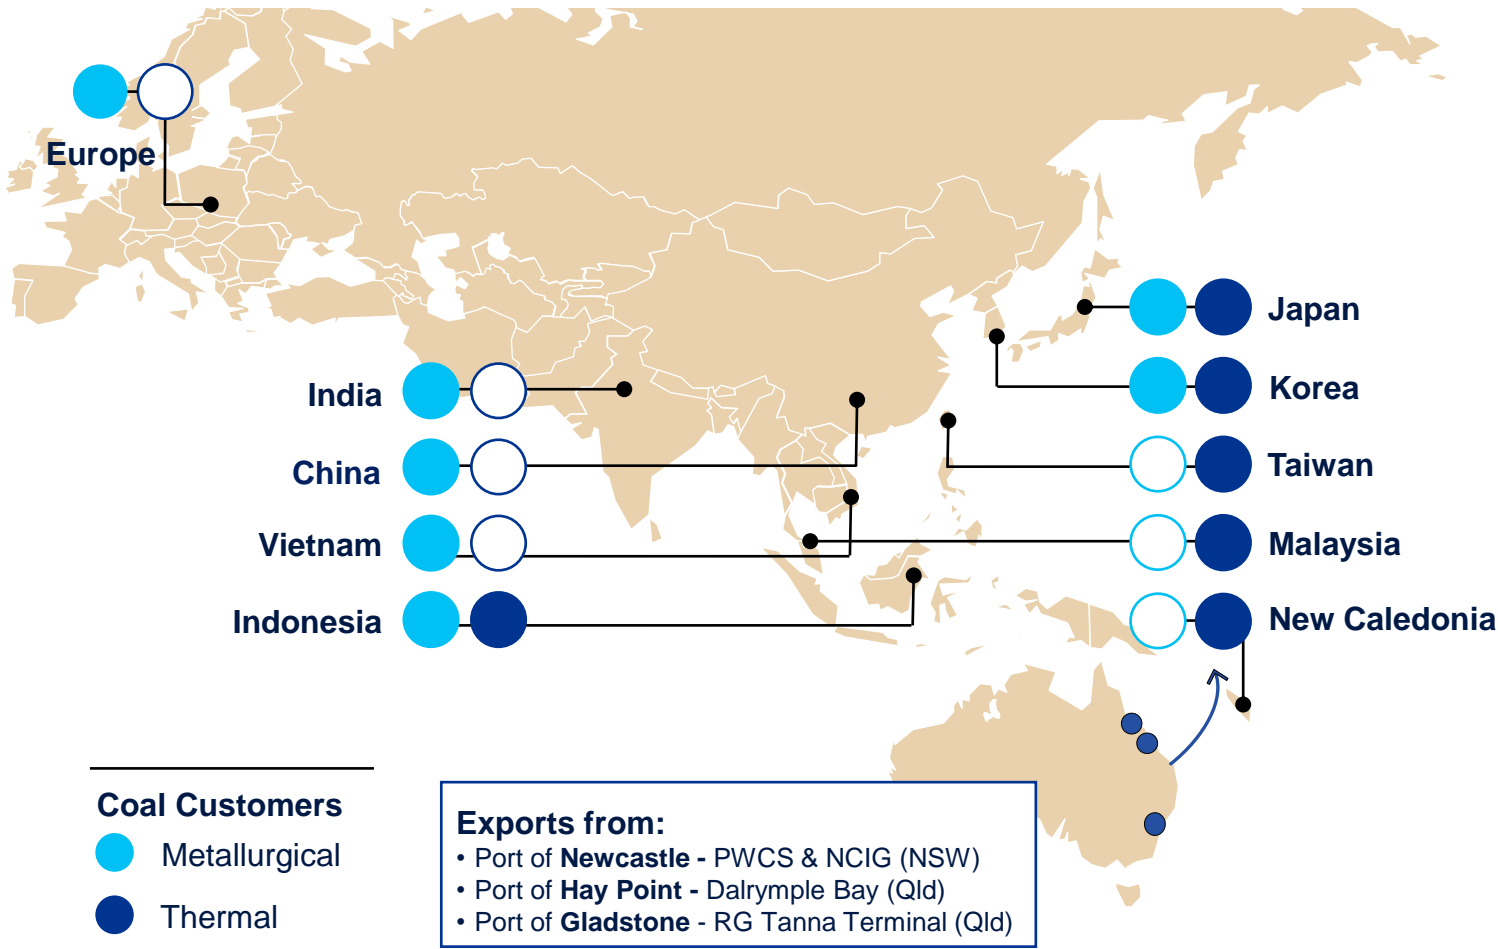 Europe
India
China
Vietnam
Indonesia
Japan
Korea
Taiwan
Malaysia
New Caledonia
Coal Customers
Metallurgical
Thermal
Exports from:
• Port of Newcastle - PWCS & NCIG (NSW)
• Port of Hay Point - Dalrymple Bay (Qld)
• Port of Gladstone - RG Tanna Terminal (Qld)